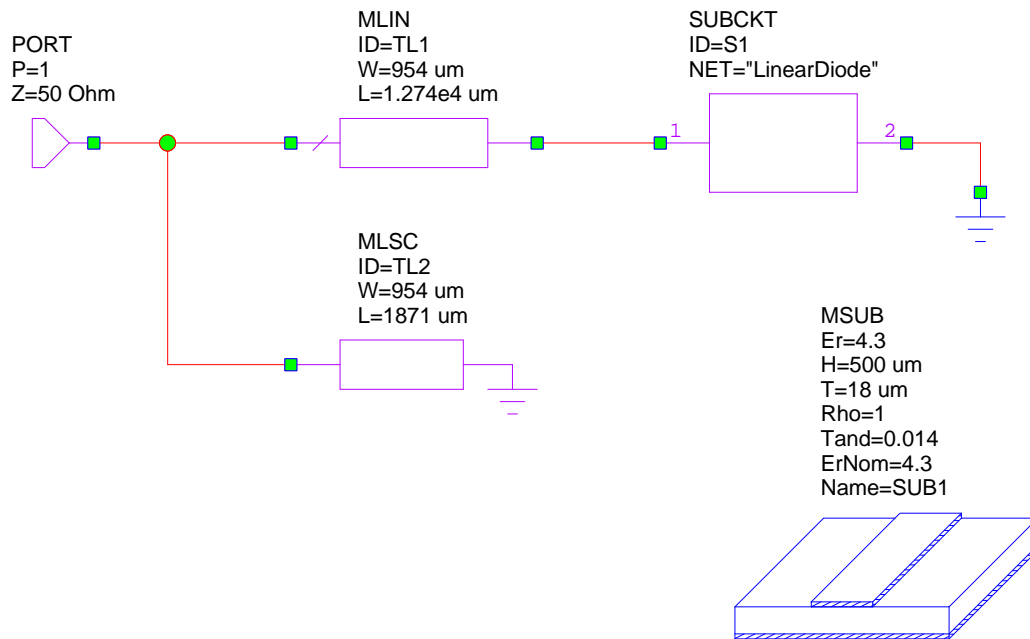 PORT
P=1
Z=50 Ohm
MLIN
ID=TL1
W=954 um
L=1.274e4 um
SUBCKT
ID=S1
NET="LinearDiode"
1
2
MLSC
ID=TL2
W=954 um
L=1871 um
MSUB
Er=4.3
H=500 um
T=18 um
Rho=1
Tand=0.014
ErNom=4.3
Name=SUB1